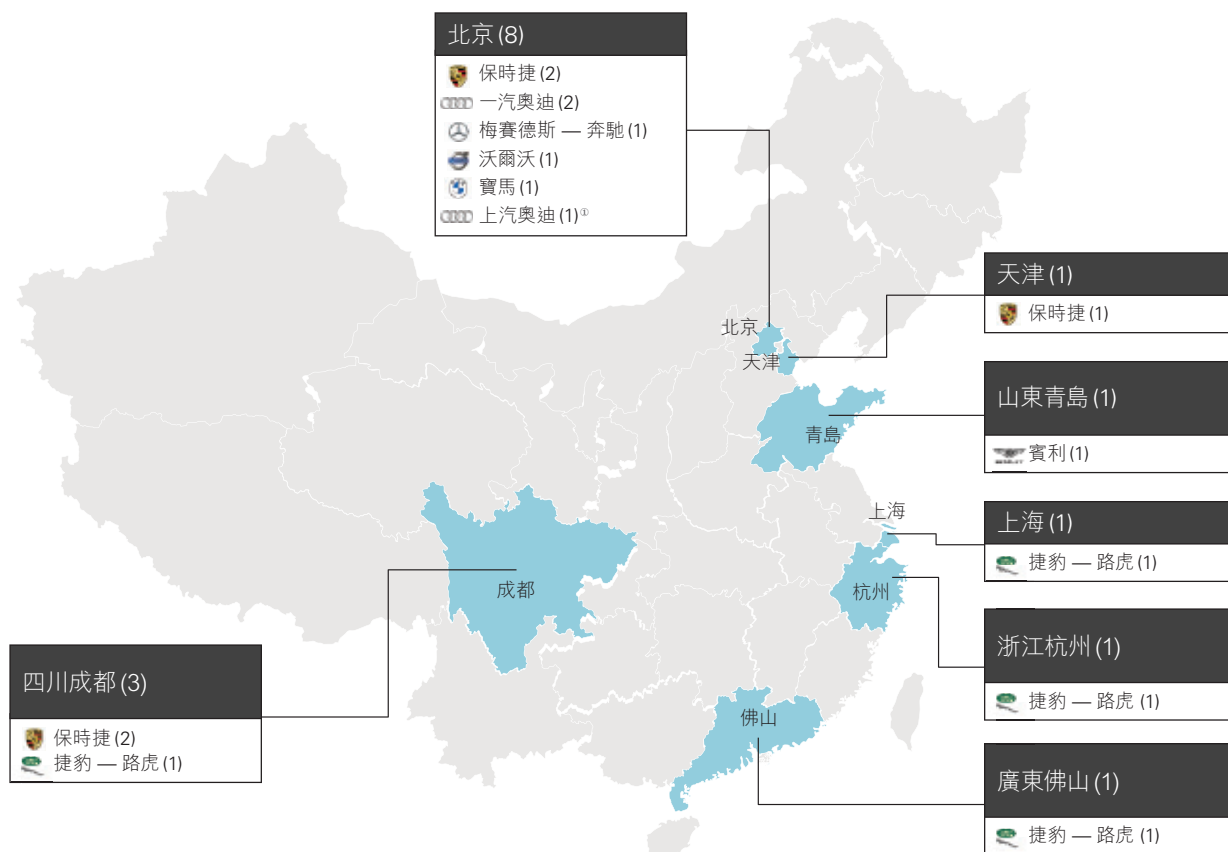 北京(8)
保時捷(2)
一汽奧迪(2)
梅賽德斯 — 奔馳(1)
沃爾沃(1)
寶馬(1)
上汽奧迪(1)①
天津(1)
保時捷(1)
北京
天津
山東青島(1)
賓利(1)
青島
上海(1)
捷豹 — 路虎(1)
上海
成都
杭州
浙江杭州(1)
捷豹 — 路虎(1)
四川成都(3)
保時捷(2)
捷豹 — 路虎(1)
佛山
廣東佛山(1)
捷豹 — 路虎(1)